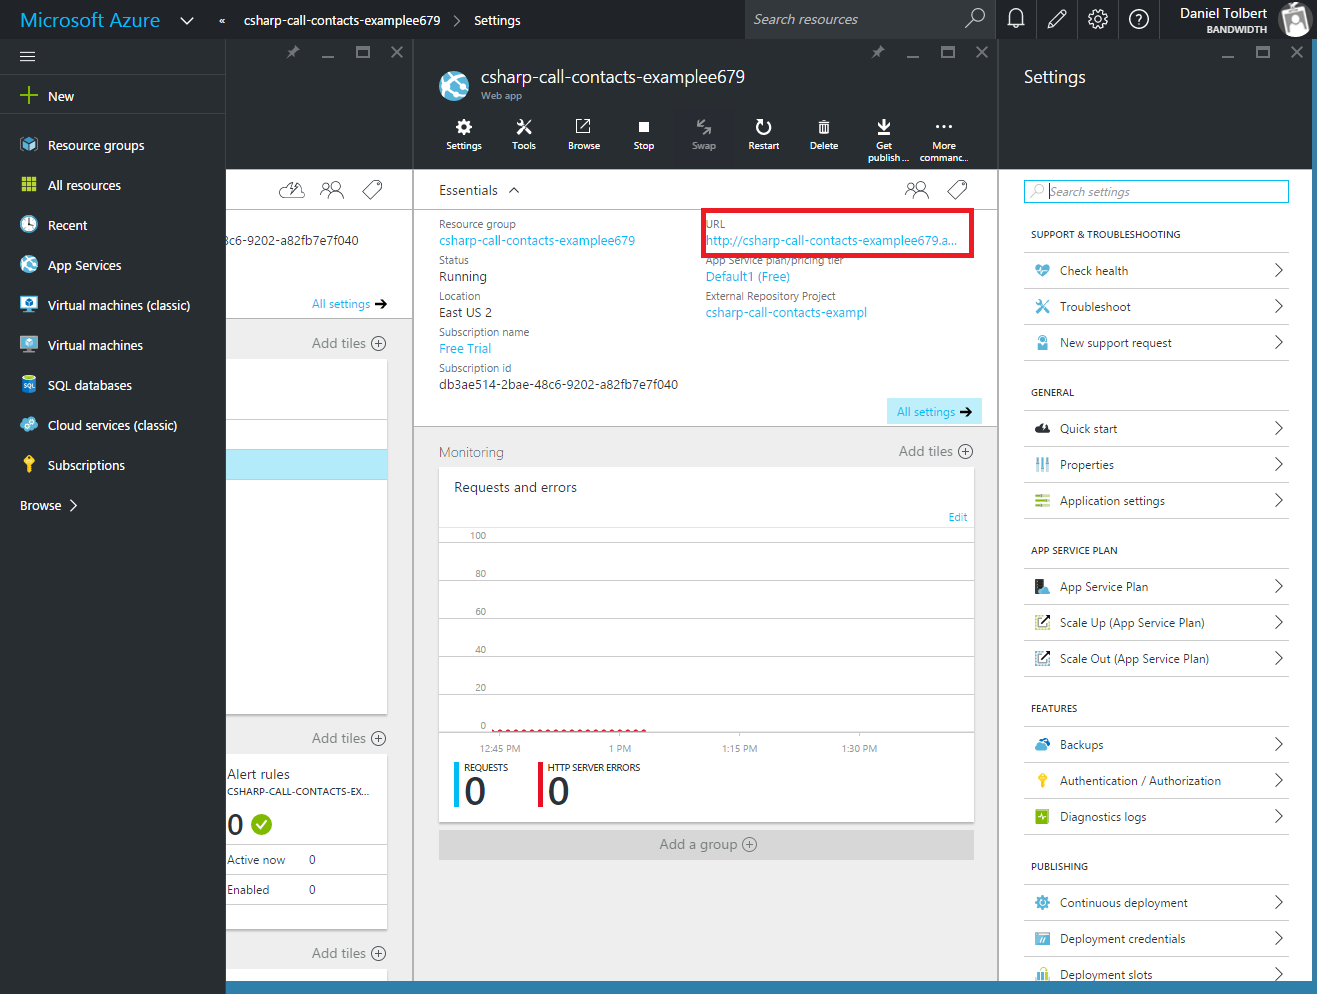 Microsoft Azure
« csharp-call-contacts-examplee679 > Settings
Search resources
Daniel Tolbert
BANDWIDTH
New
Resource groups
All resources
Recent
App Services
Virtual machines (classic)
Virtual machines
SQL databases
Cloud services (classic)
Subscriptions
Browse
8c6-9202-a82fb7e7f040
All settings
Add tiles
Add tiles
Alert rules
CSHARP-CALL-CONTACTS-EX...
0
Active now 0
Enabled 0
Add tiles
csharp-call-contacts-examplee679
Web app
Settings
Tools
Browse
Stop
Swap
Restart
Delete
Get publish ...
More commanc...
Essentials
Resource group
csharp-call-contacts-examplee679
Status
Running
Location
East US 2
Subscription name
Free Trial
Subscription id
db3ae514-2bae-48c6-9202-a82fb7e7f040
URL
http://csharp-call-contacts-examplee679.a...
App Service plan/pricing tier
Default1 (Free)
External Repository Project
csharp-call-contacts-exampl
All settings
Monitoring
Add tiles
Requests and errors
Edit
100
80
60
40
20
0
12:45 PM 1 PM 1:15 PM 1:30 PM
REQUESTS
0
HTTP SERVER ERRORS
0
Add a group
Settings
Search settings
SUPPORT & TROUBLESHOOTING
Check health
Troubleshoot
New support request
GENERAL
Quick start
Properties
Application settings
APP SERVICE PLAN
App Service Plan
Scale Up (App Service Plan)
Scale Out (App Service Plan)
FEATURES
Backups
Authentication / Authorization
Diagnostics logs
PUBLISHING
Continuous deployment
Deployment credentials
Deployment slots